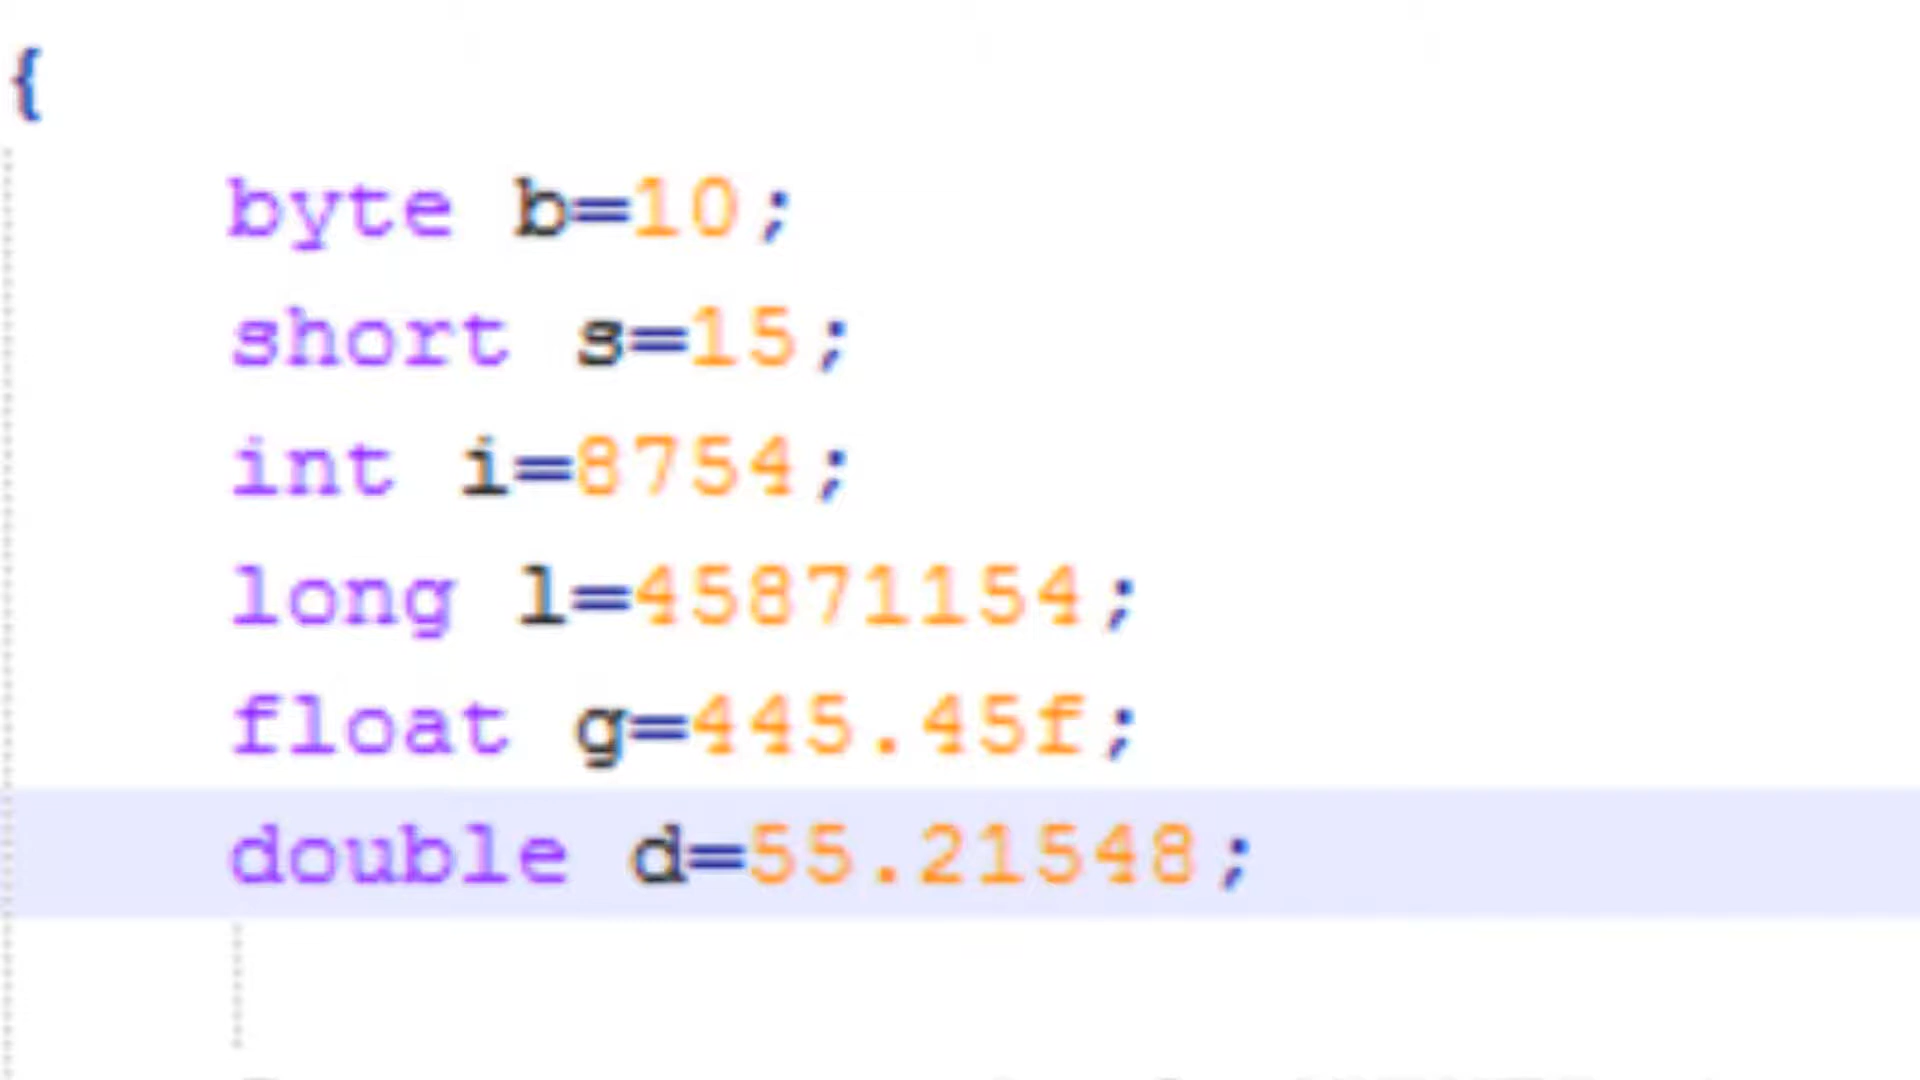 {
byte b=10;
short s=15;
int i=8754;
long l=45871154;
float g=445.45f;
double d=55.21548;